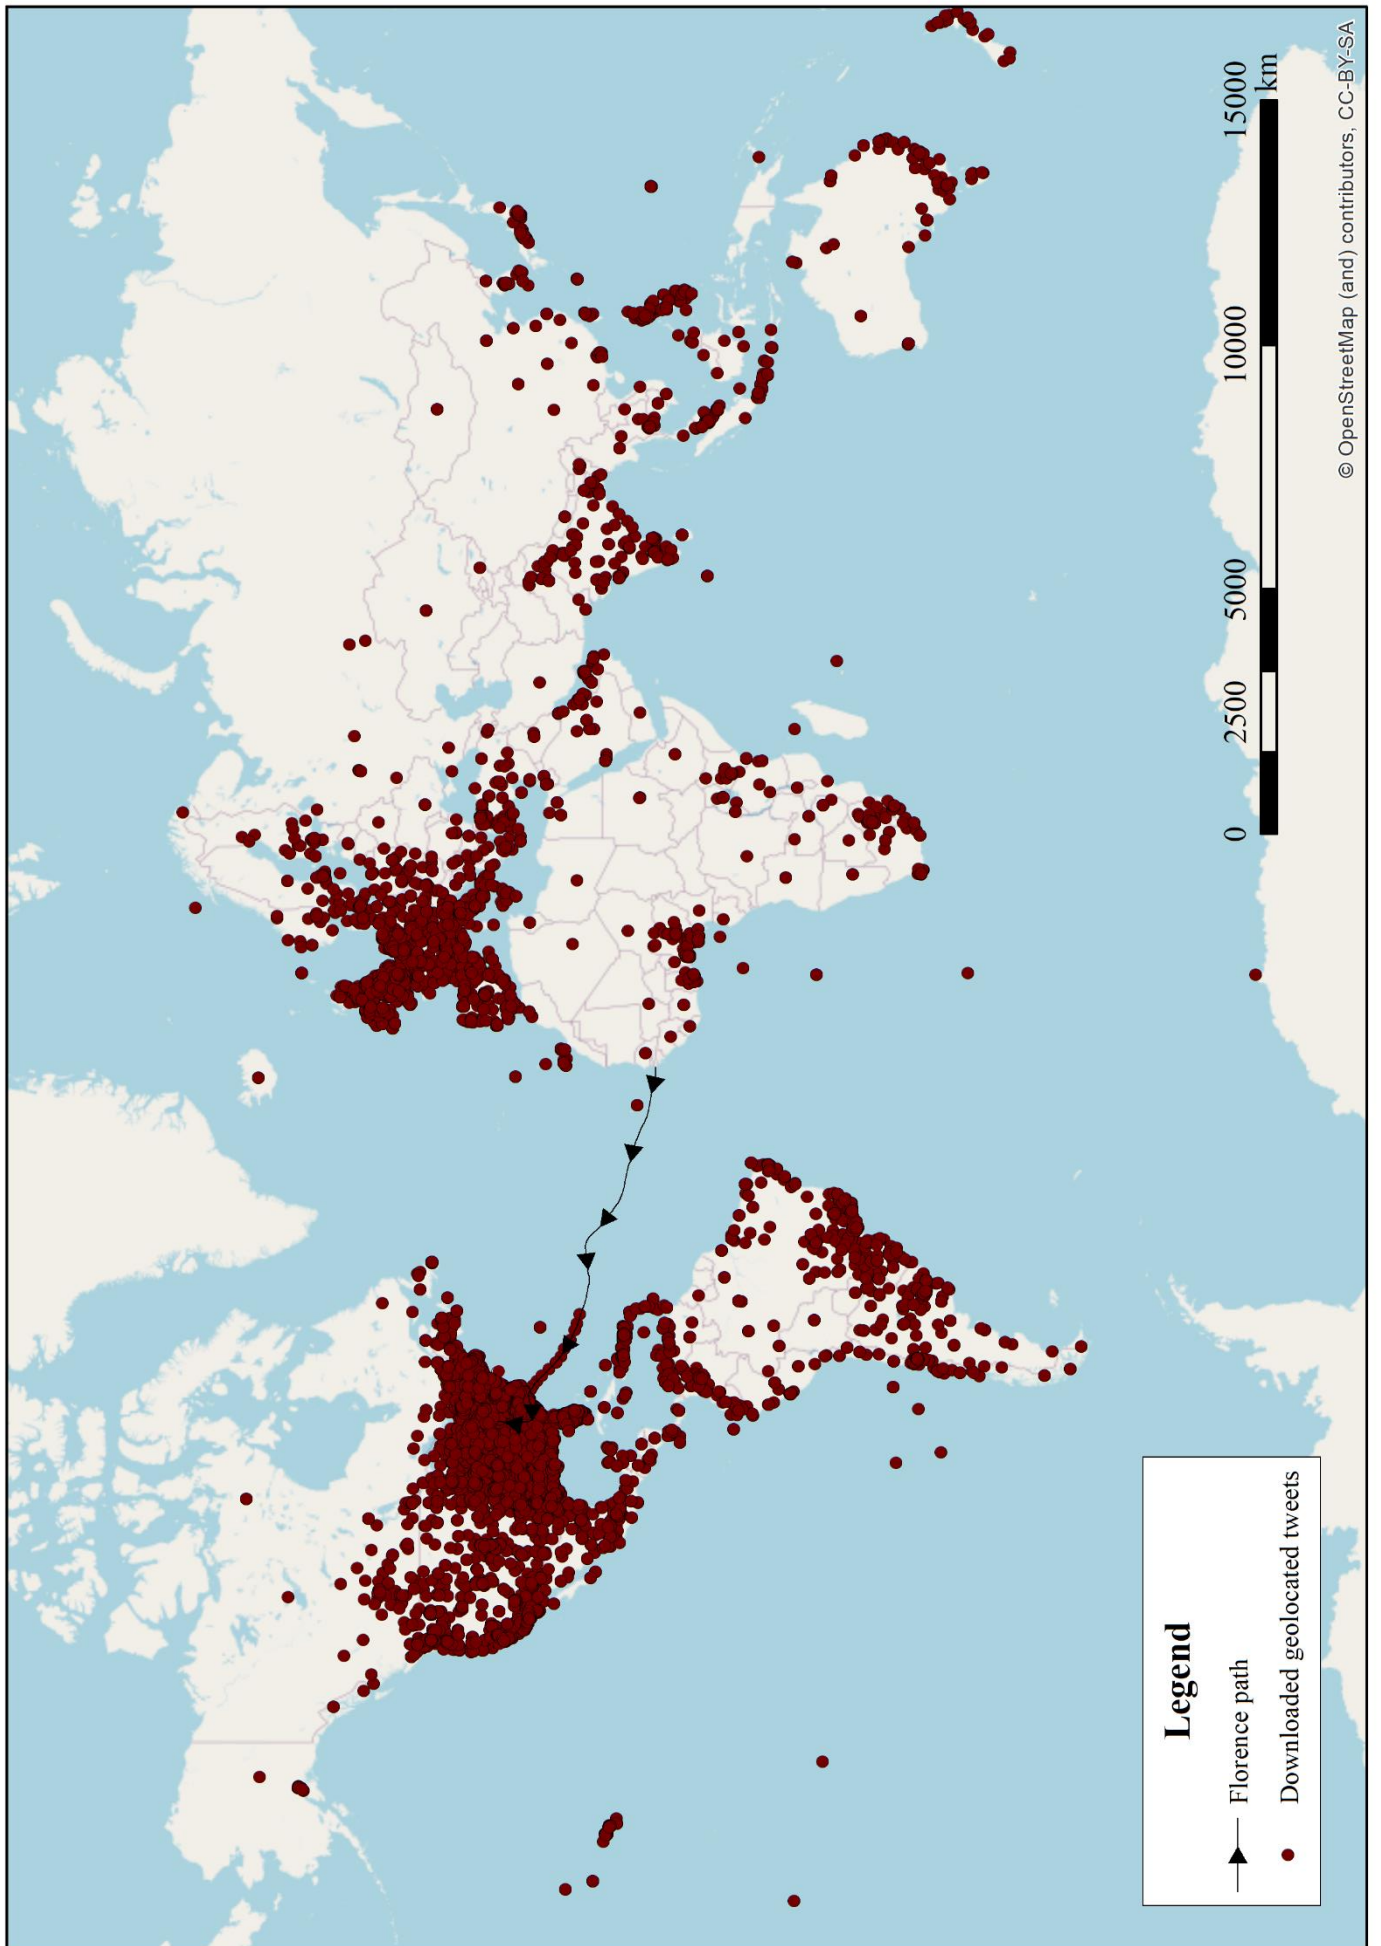 Legend
Florence path
Downloaded geolocated tweets
0 2500 5000 10000 15000
km
© OpenStreetMap (and) contributors, CC-BY-SA